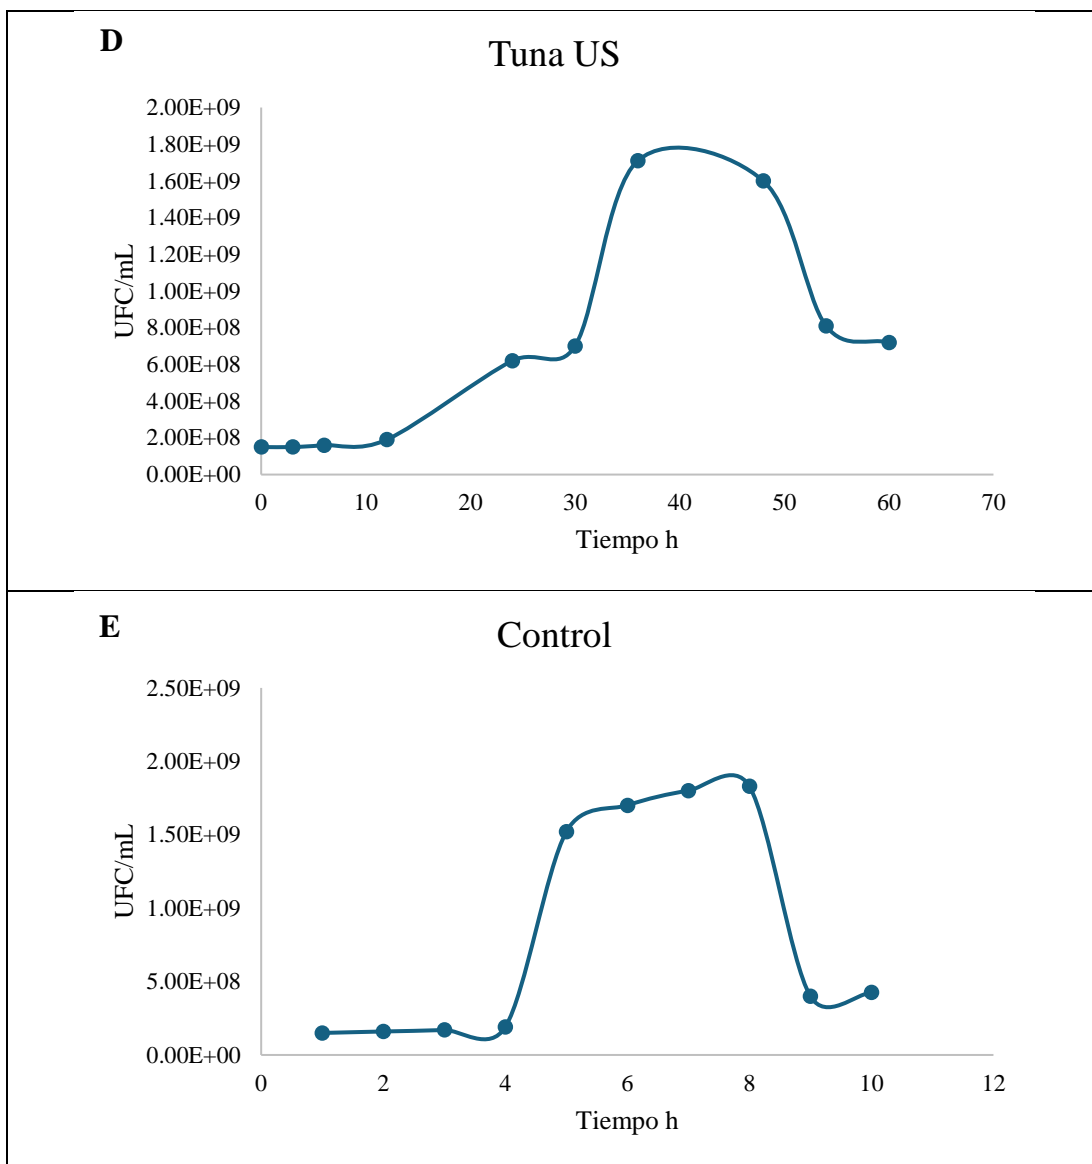 D
Tuna US
2.00E+09
1.80E+09
1.60E+09
1.40E+09
1.20E+09
1.00E+09
8.00E+08
6.00E+08
4.00E+08
2.00E+08
0.00E+00
UFC/mL
0 10 20 30 40 50 60 70
Tiempo h
E
Control
2.50E+09
2.00E+09
1.50E+09
1.00E+09
5.00E+08
0.00E+00
UFC/mL
0 2 4 6 8 10 12
Tiempo h